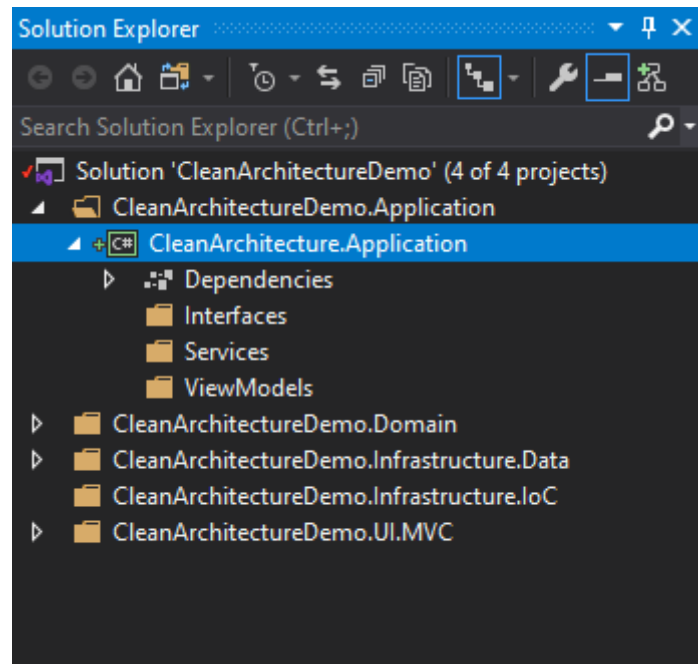 Solution Explorer
Search Solution Explorer (Ctrl+;)
Solution 'CleanArchitectureDemo' (4 of 4 projects)
CleanArchitectureDemo.Application
C# CleanArchitecture.Application
Dependencies
Interfaces
Services
ViewModels
CleanArchitectureDemo.Domain
CleanArchitectureDemo.Infrastructure.Data
CleanArchitectureDemo.Infrastructure.IoC
CleanArchitectureDemo.UI.MVC